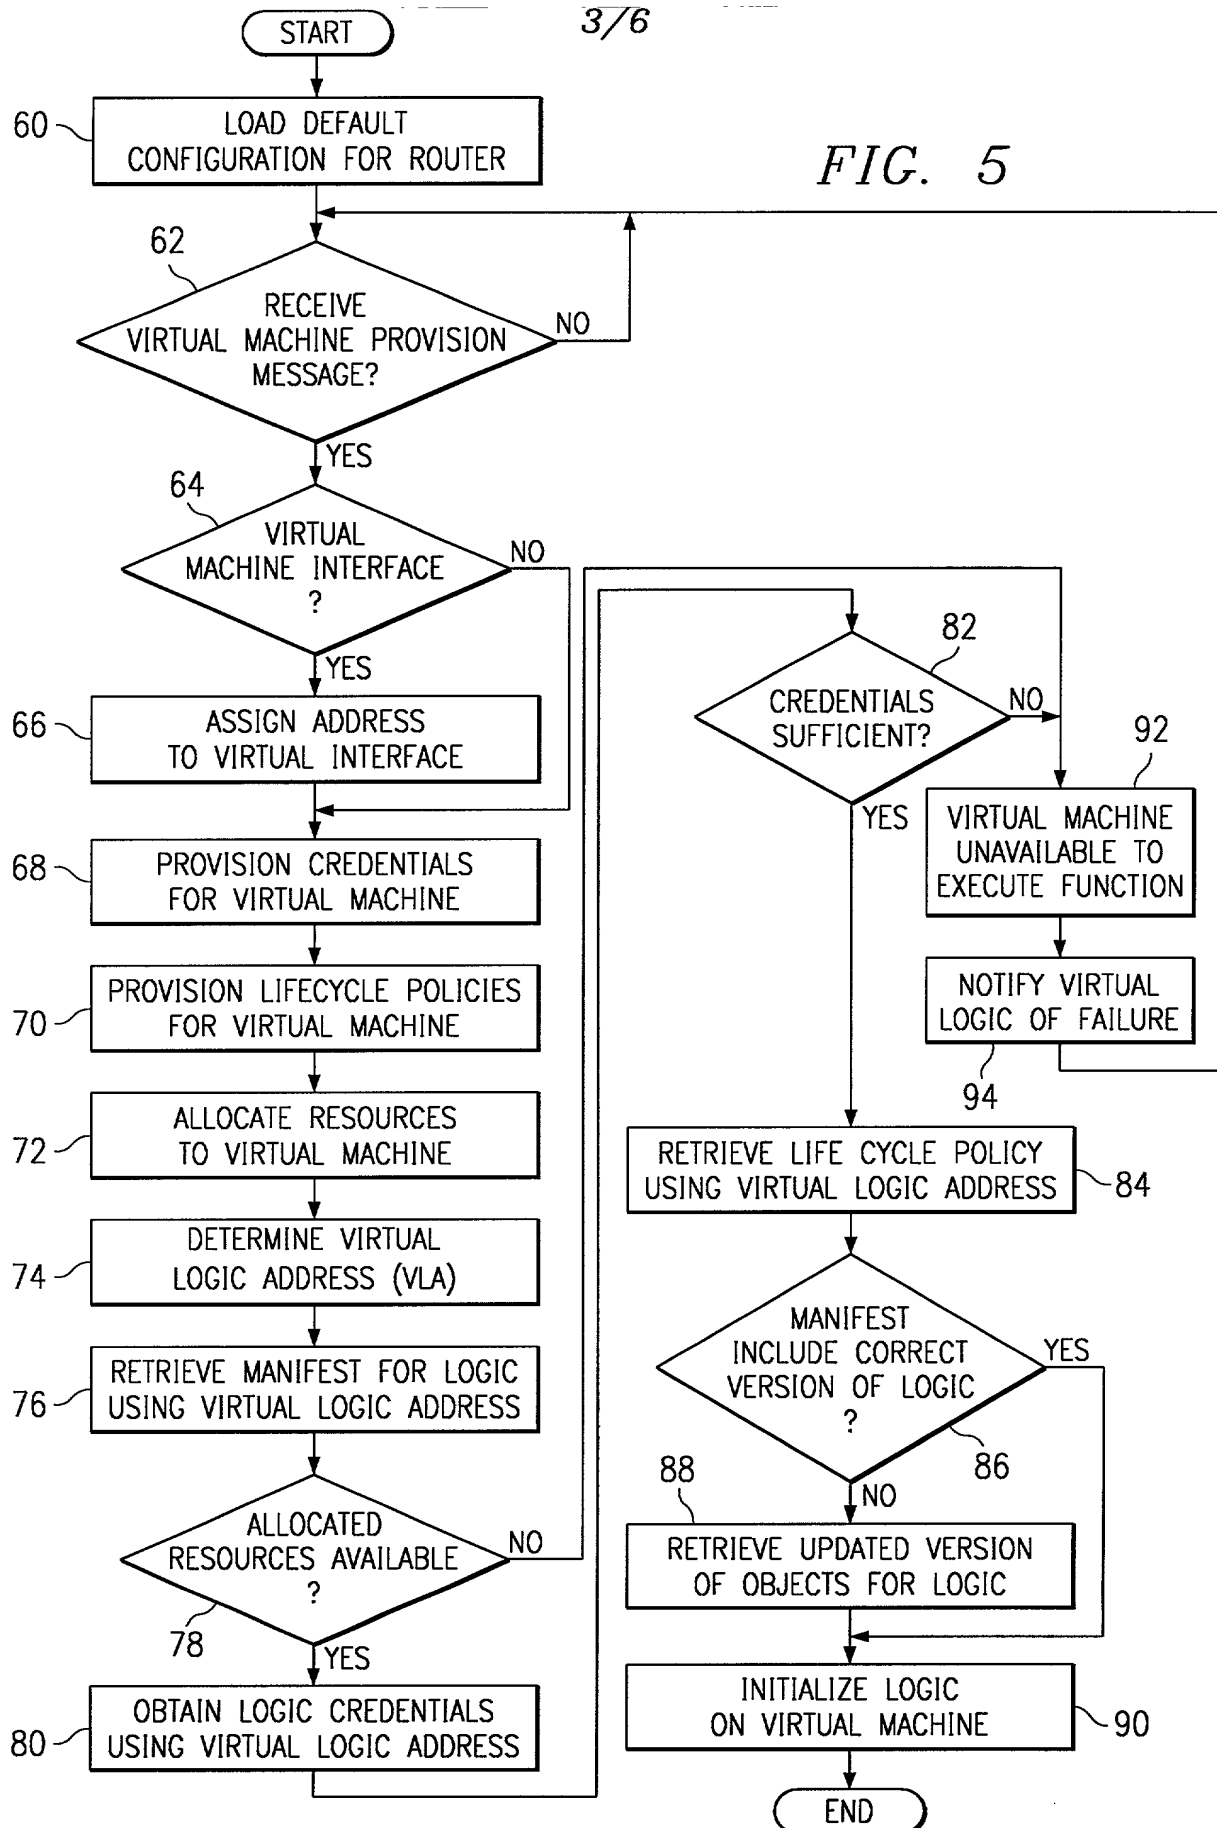 3/6
START
60
LOAD DEFAULT
CONFIGURATION FOR ROUTER
FIG. 5
62
RECEIVE
VIRTUAL MACHINE PROVISION
MESSAGE?
NO
YES
64
VIRTUAL
MACHINE INTERFACE
?
NO
YES
66
ASSIGN ADDRESS
TO VIRTUAL INTERFACE
68
PROVISION CREDENTIALS
FOR VIRTUAL MACHINE
70
PROVISION LIFECYCLE POLICIES
FOR VIRTUAL MACHINE
72
ALLOCATE RESOURCES
TO VIRTUAL MACHINE
74
DETERMINE VIRTUAL
LOGIC ADDRESS (VLA)
76
RETRIEVE MANIFEST FOR LOGIC
USING VIRTUAL LOGIC ADDRESS
78
ALLOCATED
RESOURCES AVAILABLE
?
NO
YES
80
OBTAIN LOGIC CREDENTIALS
USING VIRTUAL LOGIC ADDRESS
82
CREDENTIALS
SUFFICIENT?
NO
YES
92
VIRTUAL MACHINE
UNAVAILABLE TO
EXECUTE FUNCTION
NOTIFY VIRTUAL
LOGIC OF FAILURE
94
RETRIEVE LIFE CYCLE POLICY
USING VIRTUAL LOGIC ADDRESS
84
MANIFEST
INCLUDE CORRECT
VERSION OF LOGIC
?
YES
86
NO
88
RETRIEVE UPDATED VERSION
OF OBJECTS FOR LOGIC
INITIALIZE LOGIC
ON VIRTUAL MACHINE
90
END